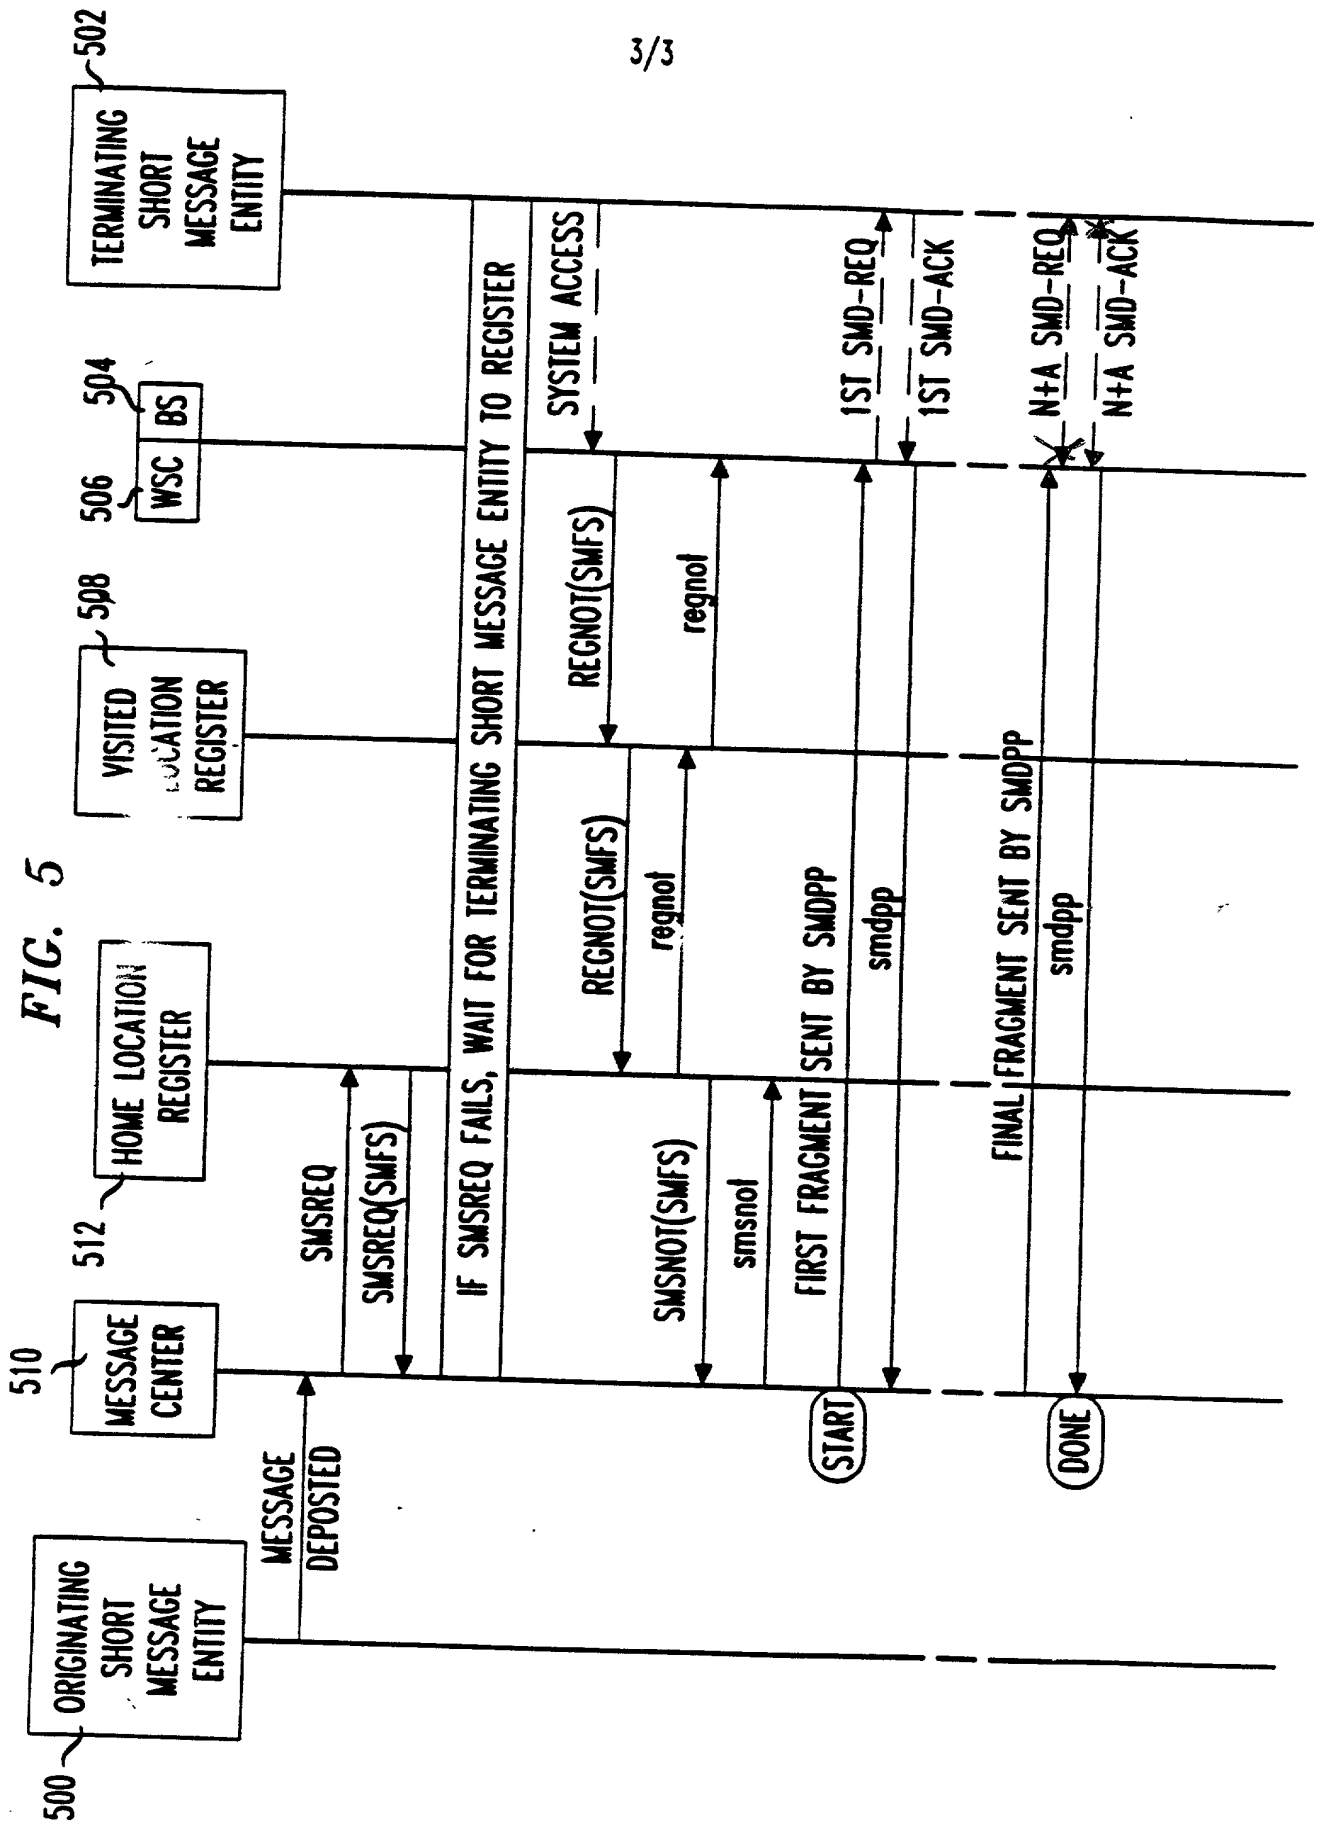 3/3
FIG. 5
500
ORIGINATING
SHORT
MESSAGE
ENTITY
510
MESSAGE
CENTER
512
HOME LOCATION
REGISTER
508
VISITED
LOCATION
REGISTER
506
WSC
504
BS
502
TERMINATING
SHORT
MESSAGE
ENTITY
MESSAGE
DEPOSTED
SMSREQ
SMSREQ(SMFS)
IF SMSREQ FAILS, WAIT FOR TERMINATING SHORT MESSAGE ENTITY TO REGISTER
SYSTEM ACCESS
REGNOT(SMFS)
REGNOT(SMFS)
regnot
regnot
SMSNOT(SMFS)
smsnot
START
FIRST FRAGMENT SENT BY SMDPP
1ST SMD-REQ
1ST SMD-ACK
smdpp
FINAL FRAGMENT SENT BY SMDPP
N+A SMD-REQ
N+A SMD-ACK
smdpp
DONE